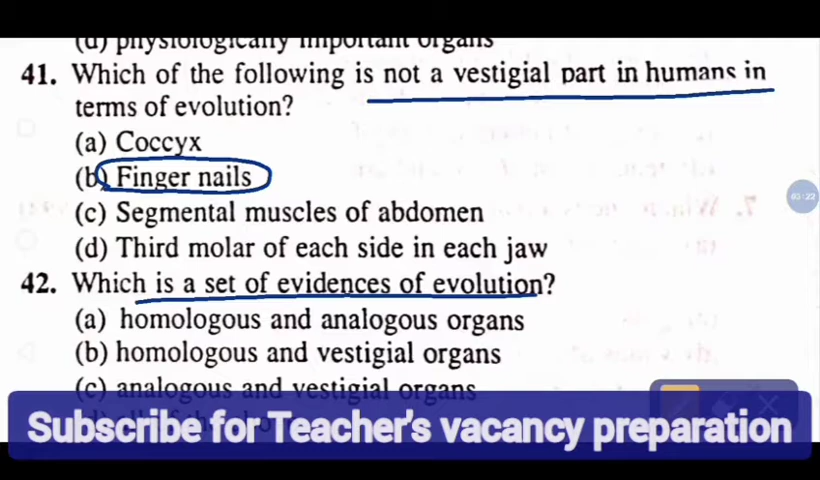 (d) physiologically important organs
41. Which of the following is not a vestigial part in humans in
terms of evolution?
(a) Coccyx
(b) Finger nails
(c) Segmental muscles of abdomen
(d) Third molar of each side in each jaw
42. Which is a set of evidences of evolution?
(a) homologous and analogous organs
(b) homologous and vestigial organs
(c) analogous and vestigial organs
Subscribe for Teacher's vacancy preparation
03:22